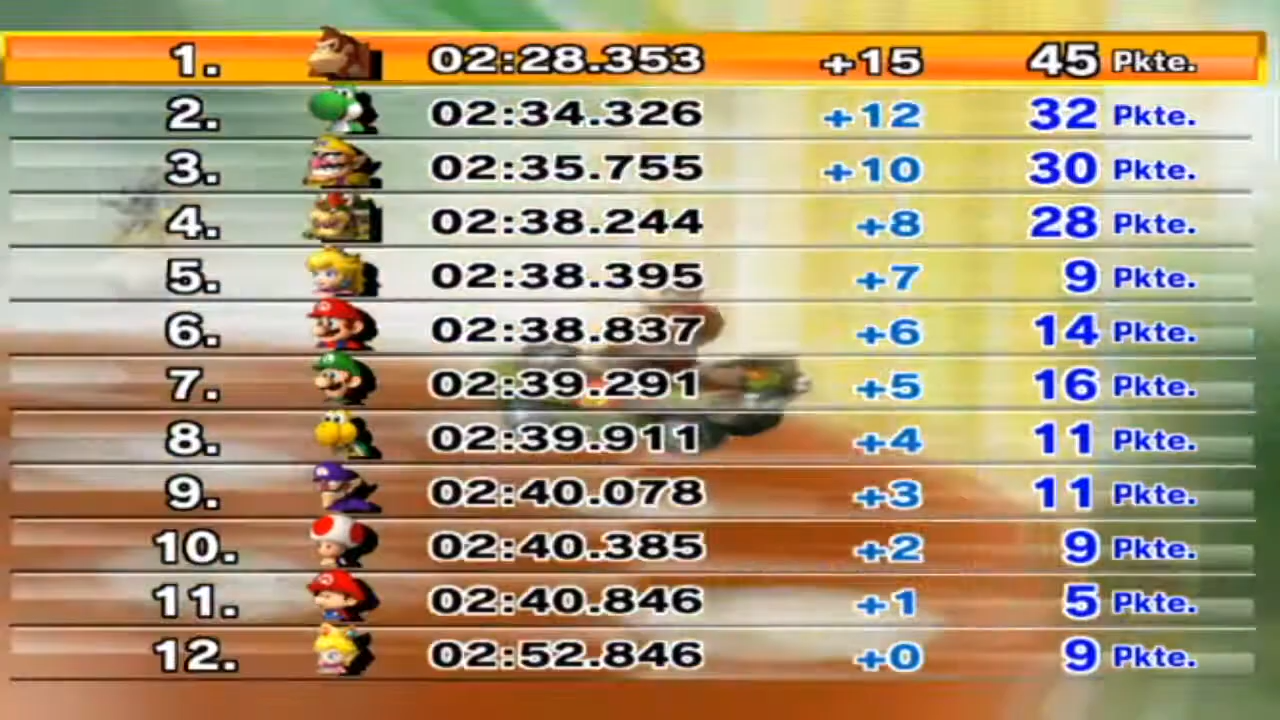 1. 02:28.353 +15 45 Pkte.
2. 02:34.326 +12 32 Pkte.
3. 02:35.755 +10 30 Pkte.
4. 02:38.244 +8 28 Pkte.
5. 02:38.395 +7 9 Pkte.
6. 02:38.837 +6 14 Pkte.
7. 02:39.291 +5 16 Pkte.
8. 02:39.911 +4 11 Pkte.
9. 02:40.078 +3 11 Pkte.
10. 02:40.385 +2 9 Pkte.
11. 02:40.846 +1 5 Pkte.
12. 02:52.846 +0 9 Pkte.